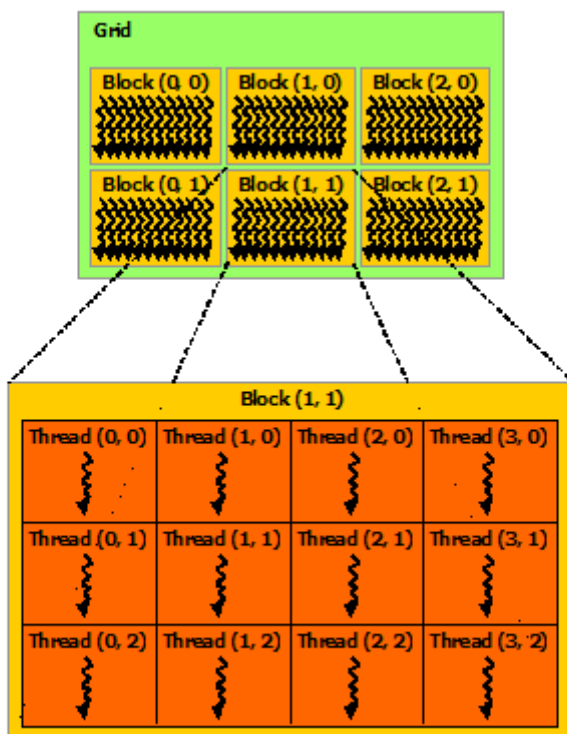 Grid
Block (0, 0) Block (1, 0) Block (2, 0)
Block (0, 1) Block (1, 1) Block (2, 1)
Block (1, 1)
Thread (0, 0) Thread (1, 0) Thread (2, 0) Thread (3, 0)
Thread (0, 1) Thread (1, 1) Thread (2, 1) Thread (3, 1)
Thread (0, 2) Thread (1, 2) Thread (2, 2) Thread (3, 2)